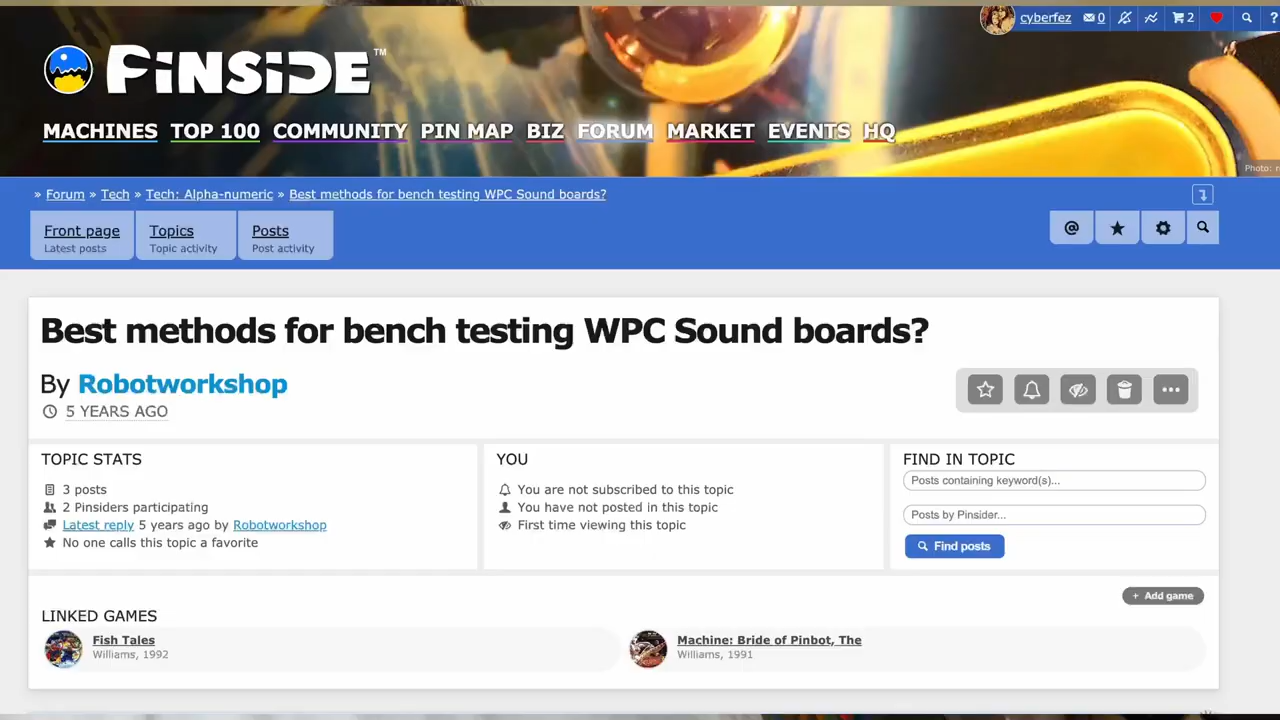 cyberfez 0 2 ?
PINSIDE™
MACHINES TOP 100 COMMUNITY PIN MAP BIZ FORUM MARKET EVENTS HQ
Photo: r
» Forum » Tech » Tech: Alpha-numeric » Best methods for bench testing WPC Sound boards?
Front page Topics Posts
Latest posts Topic activity Post activity
@
Best methods for bench testing WPC Sound boards?
By Robotworkshop
5 YEARS AGO
TOPIC STATS
3 posts
2 Pinsiders participating
Latest reply 5 years ago by Robotworkshop
No one calls this topic a favorite
YOU
You are not subscribed to this topic
You have not posted in this topic
First time viewing this topic
FIND IN TOPIC
Posts containing keyword(s)...
Posts by Pinsider...
Find posts
+ Add game
LINKED GAMES
Fish Tales
Williams, 1992
Machine: Bride of Pinbot, The
Williams, 1991